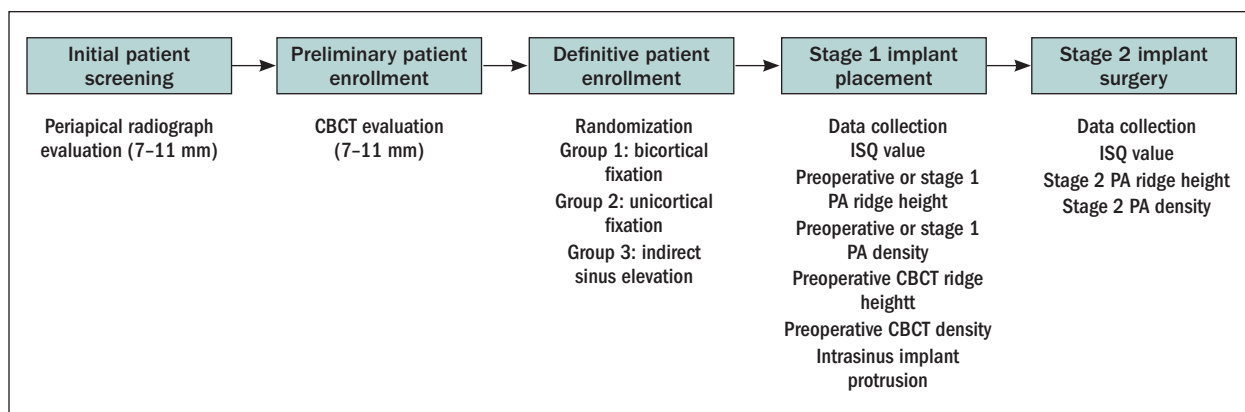 Initial patient
screening
Preliminary patient
enrollment
Definitive patient
enrollment
Stage 1 implant
placement
Stage 2 implant
surgery
Periapical radiograph
evaluation (7–11 mm)
CBCT evaluation
(7–11 mm)
Randomization
Group 1: bicortical
fixation
Group 2: unicortical
fixation
Group 3: indirect
sinus elevation
Data collection
ISQ value
Preoperative or stage 1
PA ridge height
Preoperative or stage 1
PA density
Preoperative CBCT ridge
heightt
Preoperative CBCT density
Intrasinus implant
protrusion
Data collection
ISQ value
Stage 2 PA ridge height
Stage 2 PA density